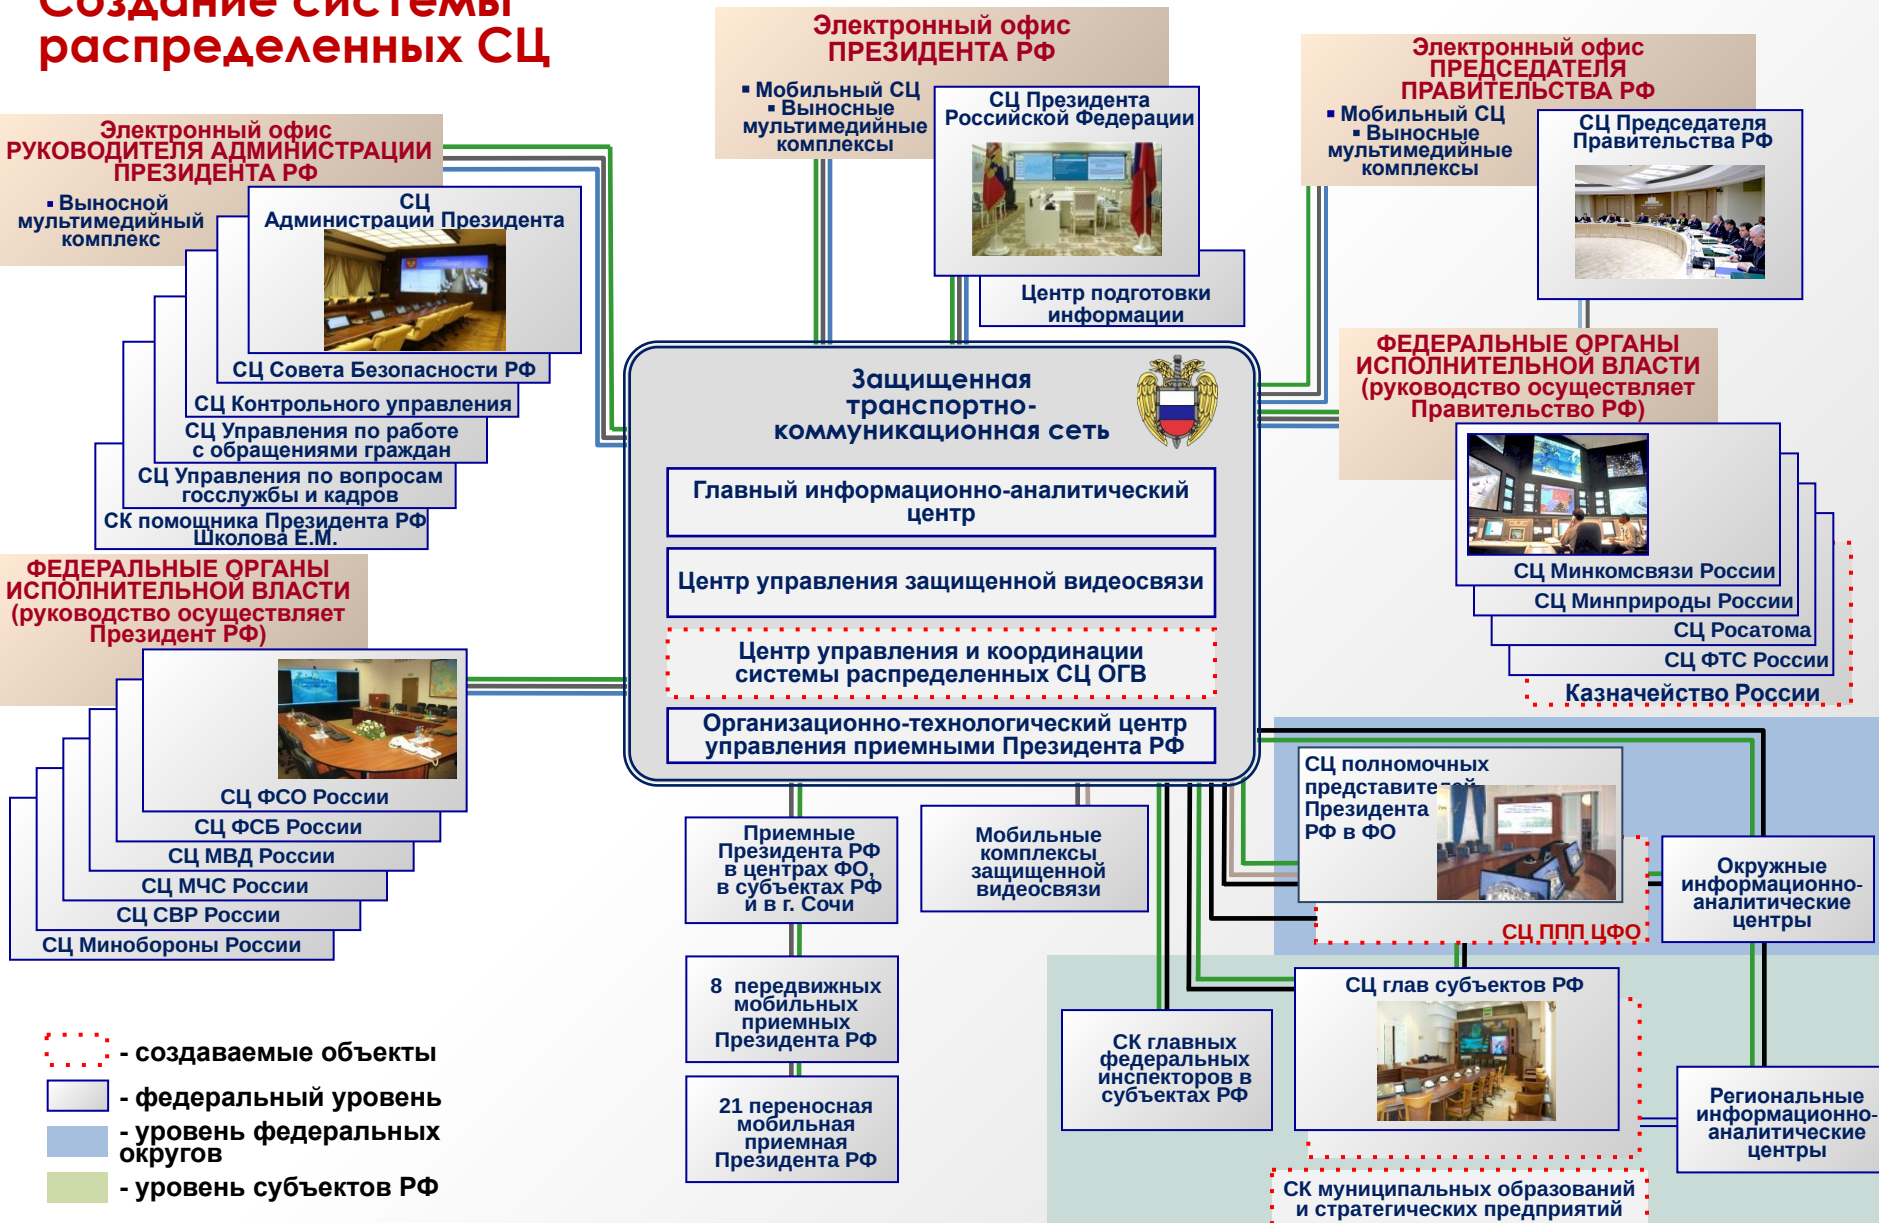 Создание системы
распределенных СЦ
Электронный офис
ПРЕЗИДЕНТА РФ
▪ Мобильный СЦ
▪ Выносные
мультимедийные
комплексы
СЦ Президента
Российской Федерации
Центр подготовки
информации
Электронный офис
ПРЕДСЕДАТЕЛЯ
ПРАВИТЕЛЬСТВА РФ
▪ Мобильный СЦ
▪ Выносные
мультимедийные
комплексы
СЦ Председателя
Правительства РФ
Электронный офис
РУКОВОДИТЕЛЯ АДМИНИСТРАЦИИ
ПРЕЗИДЕНТА РФ
▪ Выносной
мультимедийный
комплекс
СЦ
Администрации Президента
СЦ Совета Безопасности РФ
СЦ Контрольного управления
СЦ Управления по работе
с обращениями граждан
СЦ Управления по вопросам
госслужбы и кадров
СК помощника Президента РФ
Школова Е.М.
ФЕДЕРАЛЬНЫЕ ОРГАНЫ
ИСПОЛНИТЕЛЬНОЙ ВЛАСТИ
(руководство осуществляет
Президент РФ)
СЦ ФСО России
СЦ ФСБ России
СЦ МВД России
СЦ МЧС России
СЦ СВР России
СЦ Минобороны России
Защищенная
транспортно-
коммуникационная сеть
Главный информационно-аналитический
центр
Центр управления защищенной видеосвязи
Центр управления и координации
системы распределенных СЦ ОГВ
Организационно-технологический центр
управления приемными Президента РФ
ФЕДЕРАЛЬНЫЕ ОРГАНЫ
ИСПОЛНИТЕЛЬНОЙ ВЛАСТИ
(руководство осуществляет
Правительство РФ)
СЦ Минкомсвязи России
СЦ Минприроды России
СЦ Росатома
СЦ ФТС России
Казначейство России
Приемные
Президента РФ
в центрах ФО,
в субъектах РФ
и в г. Сочи
8 передвижных
мобильных
приемных
Президента РФ
21 переносная
мобильная
приемная
Президента РФ
Мобильные
комплексы
защищенной
видеосвязи
СЦ полномочных
представителей
Президента
РФ в ФО
СЦ ППП ЦФО
Окружные
информационно-
аналитические
центры
СК главных
федеральных
инспекторов в
субъектах РФ
СЦ глав субъектов РФ
Региональные
информационно-
аналитические
центры
СК муниципальных образований
и стратегических предприятий
- создаваемые объекты
- федеральный уровень
- уровень федеральных
округов
- уровень субъектов РФ